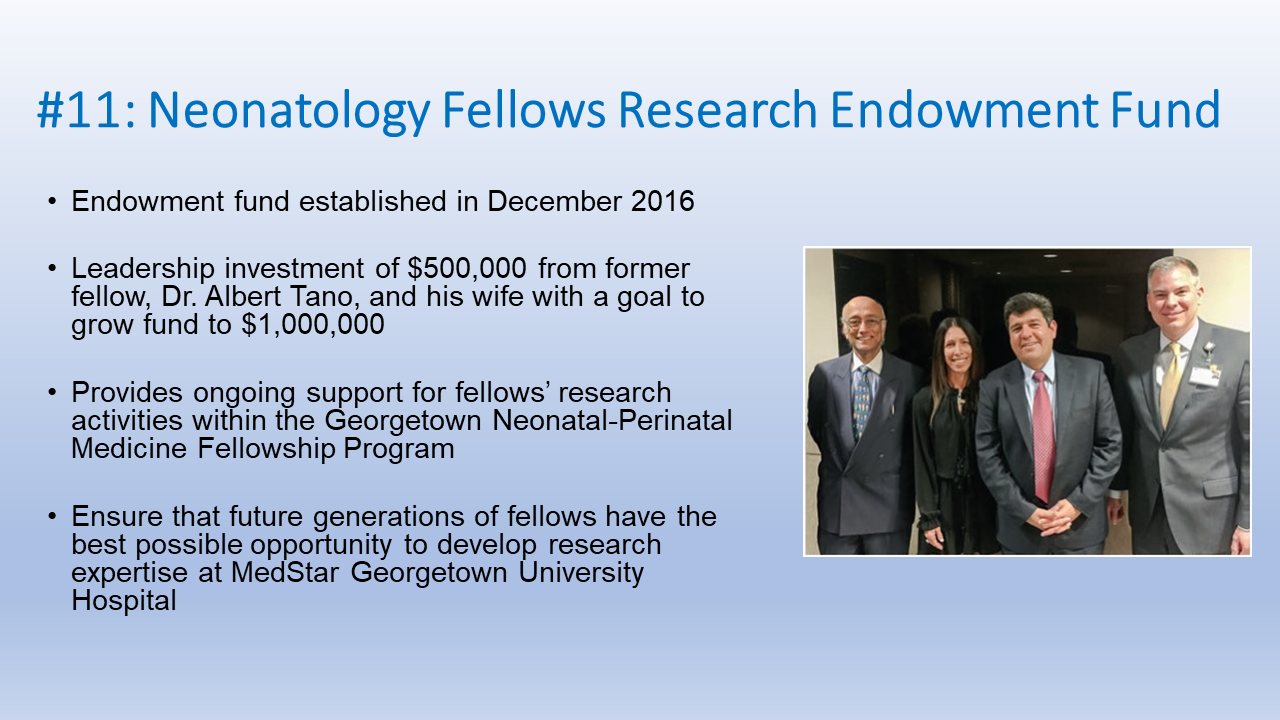 #11: Neonatology Fellows Research Endowment Fund
• Endowment fund established in December 2016
• Leadership investment of $500,000 from former
fellow, Dr. Albert Tano, and his wife with a goal to
grow fund to $1,000,000
• Provides ongoing support for fellows’ research
activities within the Georgetown Neonatal-Perinatal
Medicine Fellowship Program
• Ensure that future generations of fellows have the
best possible opportunity to develop research
expertise at MedStar Georgetown University
Hospital